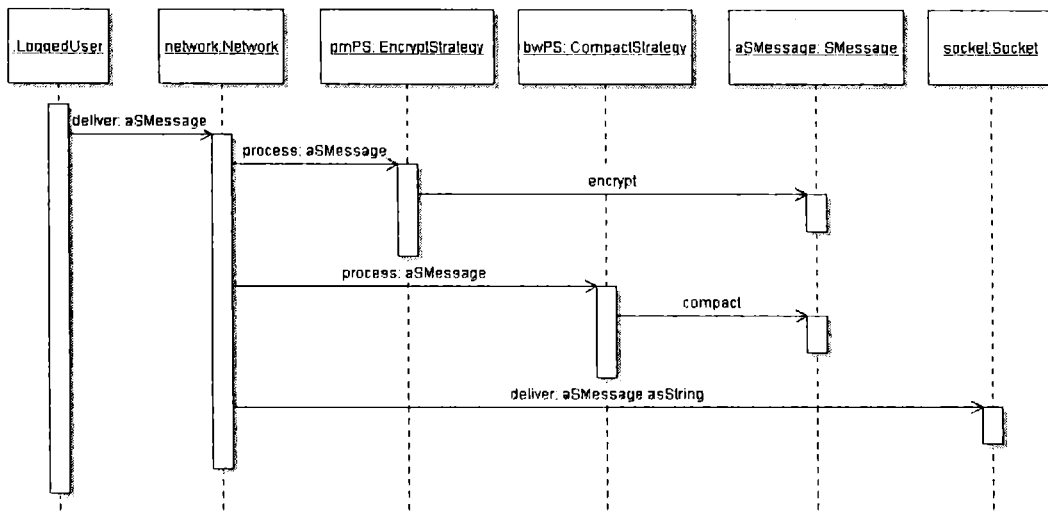 :LoggedUser
network:Network
pmPS: EncryptStrategy
bwPS: CompactStrategy
aSMessage: SMessage
socket:Socket
deliver: aSMessage
process: aSMessage
encrypt
process: aSMessage
compact
deliver: aSMessage asString